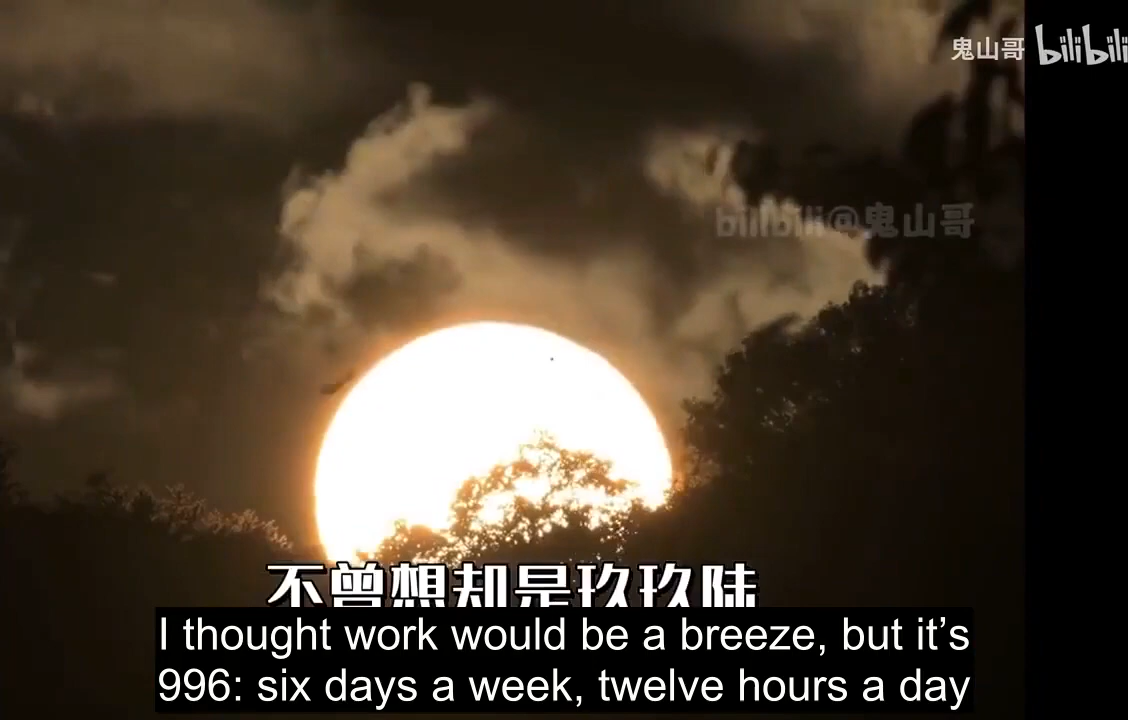 鬼山哥 bilibili
bilibili@鬼山哥
不曾想却是玖玖陆
I thought work would be a breeze, but it’s
996: six days a week, twelve hours a day